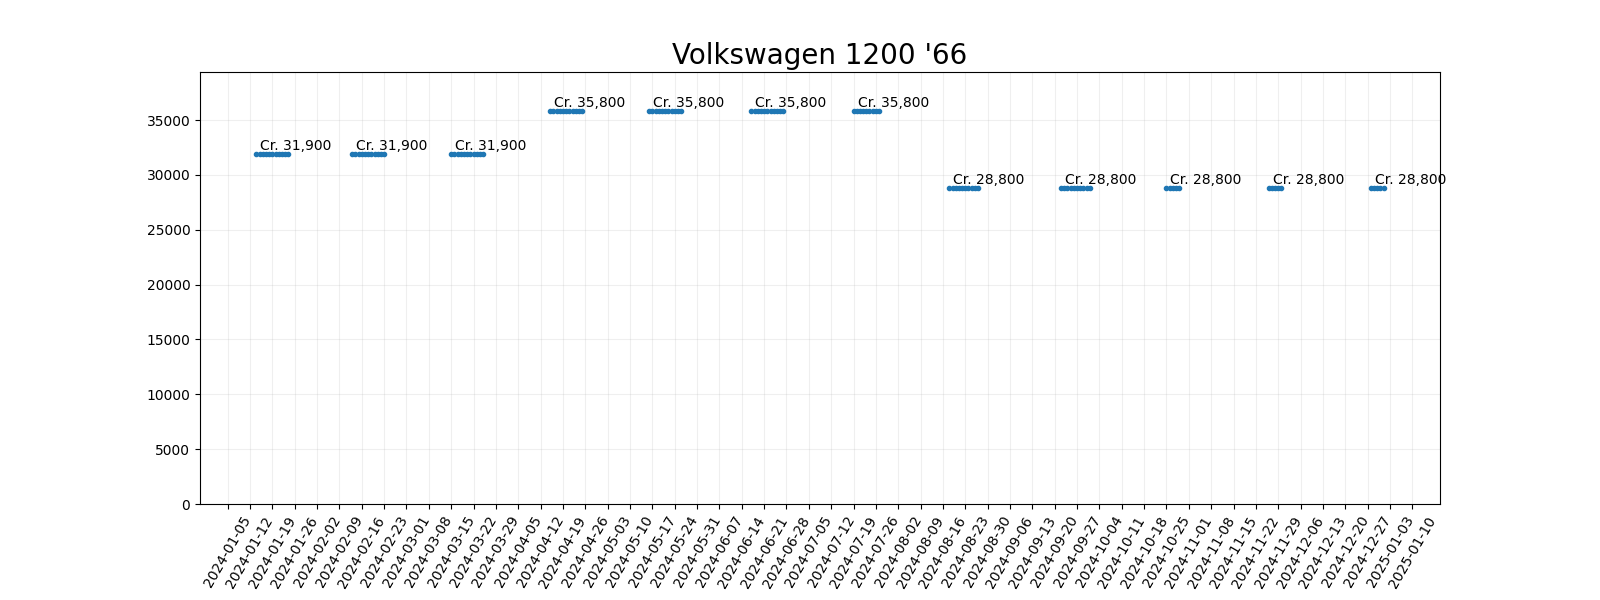 Volkswagen 1200 '66
Cr. 35,800 Cr. 35,800 Cr. 35,800 Cr. 35,800
35000
Cr. 31,900 Cr. 31,900 Cr. 31,900
30000
Cr. 28,800 Cr. 28,800 Cr. 28,800 Cr. 28,800 Cr. 28,800
25000
20000
15000
10000
5000
0
2024-01-05 2024-01-12 2024-01-19 2024-01-26 2024-02-02 2024-02-09 2024-02-16 2024-02-23 2024-03-01 2024-03-08 2024-03-15 2024-03-22 2024-03-29 2024-04-05 2024-04-12 2024-04-19 2024-04-26 2024-05-03 2024-05-10 2024-05-17 2024-05-24 2024-05-31 2024-06-07 2024-06-14 2024-06-21 2024-06-28 2024-07-05 2024-07-12 2024-07-19 2024-07-26 2024-08-02 2024-08-09 2024-08-16 2024-08-23 2024-08-30 2024-09-06 2024-09-13 2024-09-20 2024-09-27 2024-10-04 2024-10-11 2024-10-18 2024-10-25 2024-11-01 2024-11-08 2024-11-15 2024-11-22 2024-11-29 2024-12-06 2024-12-13 2024-12-20 2024-12-27 2025-01-03 2025-01-10